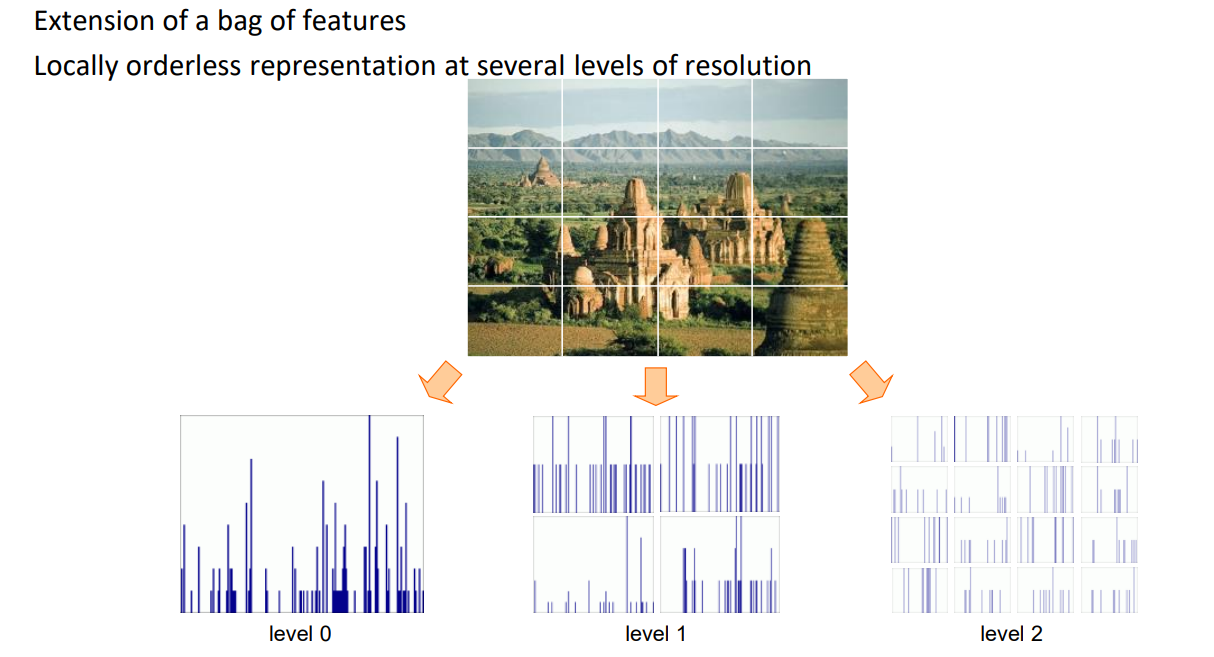 Extension of a bag of features
Locally orderless representation at several levels of resolution
level 0
level 1
level 2